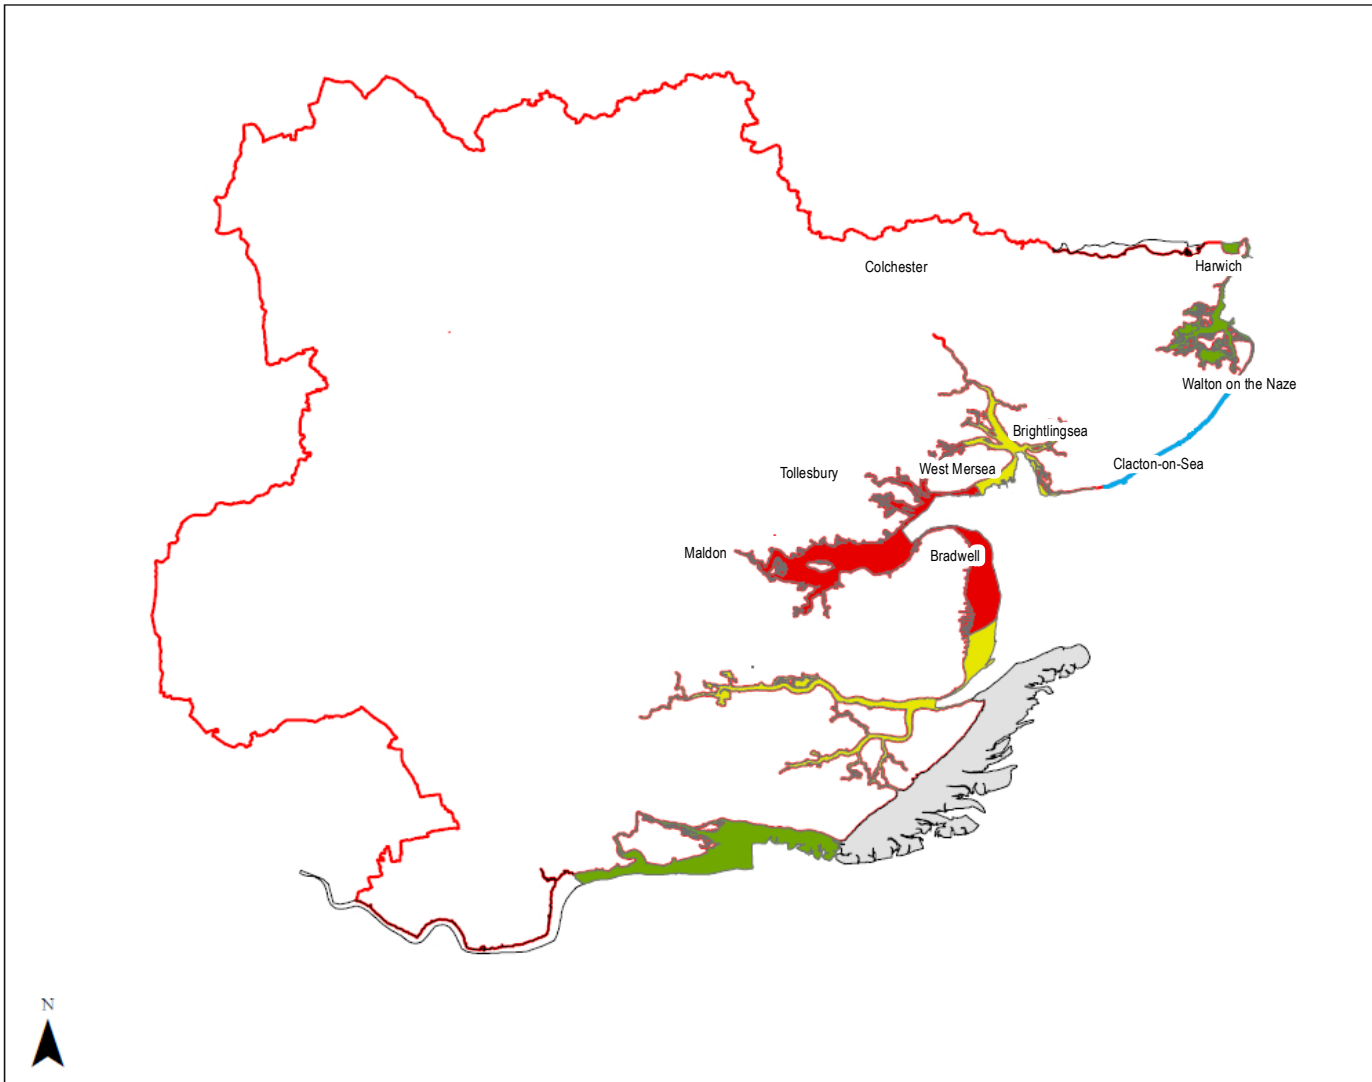 Colchester
Harwich
Walton on the Naze
Brightlingsea
Clacton-on-Sea
West Mersea
Tollesbury
Maldon
Bradwell
N